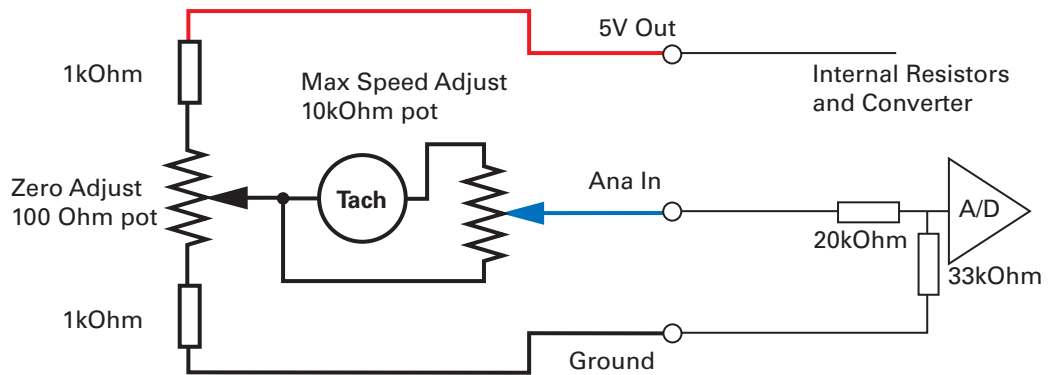 5V Out
1kOhm
Max Speed Adjust
10kOhm pot
Internal Resistors
and Converter
Zero Adjust
100 Ohm pot
Tach
Ana In
A/D
20kOhm
33kOhm
1kOhm
Ground